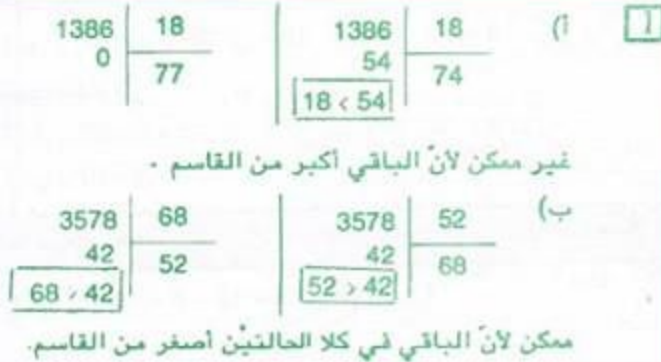 1 أ) 1386 | 18 1386 | 18
54 | 74 0 | 77
18 < 54
غير ممكن لأنّ الباقي أكبر من القاسم .
ب) 3578 | 52 3578 | 68
42 | 68 42 | 52
52 > 42 68 > 42
ممكن لأنّ الباقي في كلا الحالتيْن أصغر من القاسم.